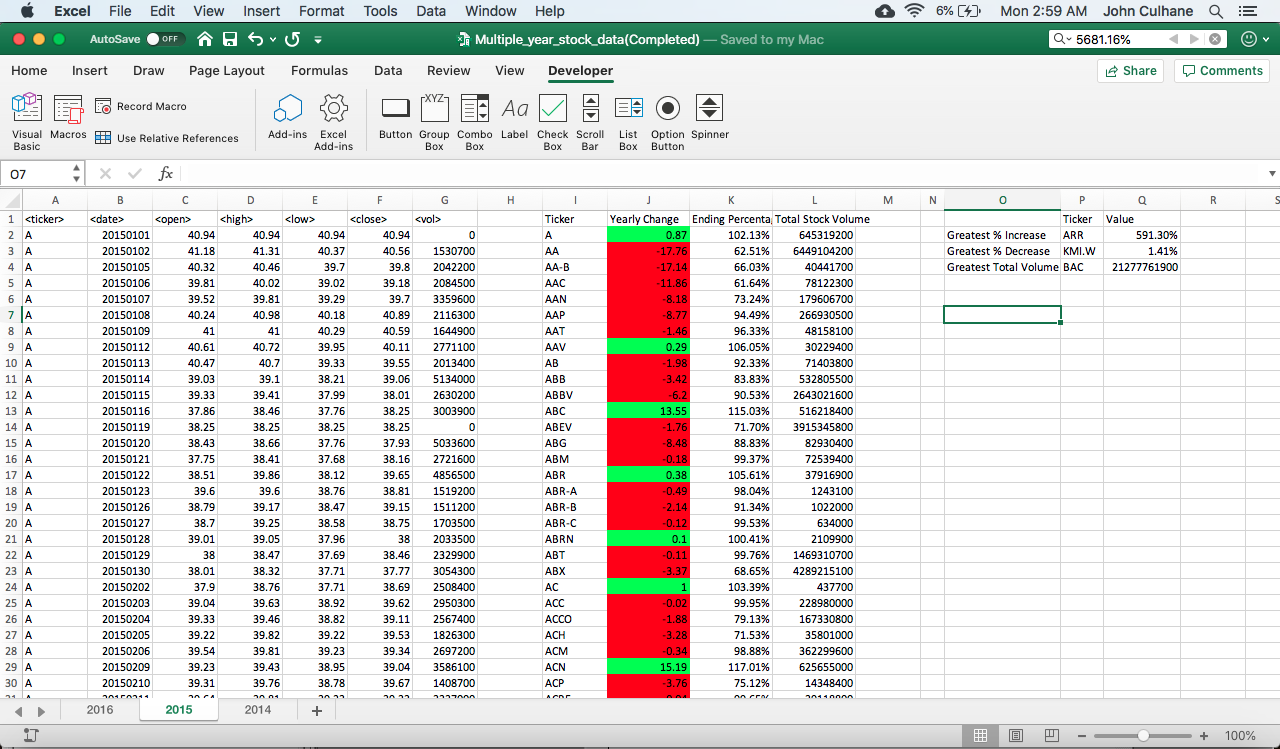 Excel File Edit View Insert Format Tools Data Window Help 6% Mon 2:59 AM John Culhane
AutoSave OFF Multiple_year_stock_data(Completed) — Saved to my Mac 5681.16%
Home Insert Draw Page Layout Formulas Data Review View Developer Share Comments
Visual Basic Macros Record Macro Use Relative References Add-ins Excel Add-ins Button Group Box Combo Box Label Check Box Scroll Bar List Box Option Button Spinner
XYZ Aa
O7 fx
A B C D E F G H I J K L M N O P Q R S
1 <ticker> <date> <open> <high> <low> <close> <vol> Ticker Yearly Change Ending Percenta Total Stock Volume Ticker Value
2 A 20150101 40.94 40.94 40.94 40.94 0 A 0.87 102.13% 645319200 Greatest % Increase ARR 591.30%
3 A 20150102 41.18 41.31 40.37 40.56 1530700 AA -17.76 62.51% 6449104200 Greatest % Decrease KMI.W 1.41%
4 A 20150105 40.32 40.46 39.7 39.8 2042200 AA-B -17.14 66.03% 40441700 Greatest Total Volume BAC 21277761900
5 A 20150106 39.81 40.02 39.02 39.18 2084500 AAC -11.86 61.64% 78122300
6 A 20150107 39.52 39.81 39.29 39.7 3359600 AAN -8.18 73.24% 179606700
7 A 20150108 40.24 40.98 40.18 40.89 2116300 AAP -8.77 94.49% 266930500
8 A 20150109 41 41 40.29 40.59 1644900 AAT -1.46 96.33% 48158100
9 A 20150112 40.61 40.72 39.95 40.11 2771100 AAV 0.29 106.05% 30229400
10 A 20150113 40.47 40.7 39.33 39.55 2013400 AB -1.98 92.33% 71403800
11 A 20150114 39.03 39.1 38.21 39.06 5134000 ABB -3.42 83.83% 532805500
12 A 20150115 39.33 39.41 37.99 38.01 2630200 ABBV -6.2 90.53% 2643021600
13 A 20150116 37.86 38.46 37.76 38.25 3003900 ABC 13.55 115.03% 516218400
14 A 20150119 38.25 38.25 38.25 38.25 0 ABEV -1.76 71.70% 3915345800
15 A 20150120 38.43 38.66 37.76 37.93 5033600 ABG -8.48 88.83% 82930400
16 A 20150121 37.75 38.41 37.68 38.16 2721600 ABM -0.18 99.37% 72539400
17 A 20150122 38.51 39.86 38.12 39.65 4856500 ABR 0.38 105.61% 37916900
18 A 20150123 39.6 39.6 38.76 38.81 1519200 ABR-A -0.49 98.04% 1243100
19 A 20150126 38.79 39.17 38.47 39.15 1511200 ABR-B -2.14 91.34% 1022000
20 A 20150127 38.7 39.25 38.58 38.75 1703500 ABR-C -0.12 99.53% 634000
21 A 20150128 39.01 39.05 37.96 38 2033500 ABRN 0.1 100.41% 2109900
22 A 20150129 38 38.47 37.69 38.46 2329900 ABT -0.11 99.76% 1469310700
23 A 20150130 38.01 38.32 37.71 37.77 3054300 ABX -3.37 68.65% 4289215100
24 A 20150202 37.9 38.76 37.71 38.69 2508400 AC 1 103.39% 437700
25 A 20150203 39.04 39.63 38.92 39.62 2950300 ACC -0.02 99.95% 228980000
26 A 20150204 39.33 39.46 38.82 39.11 2567400 ACCO -1.88 79.13% 167330800
27 A 20150205 39.22 39.82 39.22 39.53 1826300 ACH -3.28 71.53% 35801000
28 A 20150206 39.54 39.81 39.23 39.34 2697200 ACM -0.34 98.88% 362299600
29 A 20150209 39.23 39.43 38.95 39.04 3586100 ACN 15.19 117.01% 625655000
30 A 20150210 39.31 39.76 38.78 39.67 1408700 ACP -3.76 75.12% 14348400
2016 2015 2014 +
100%